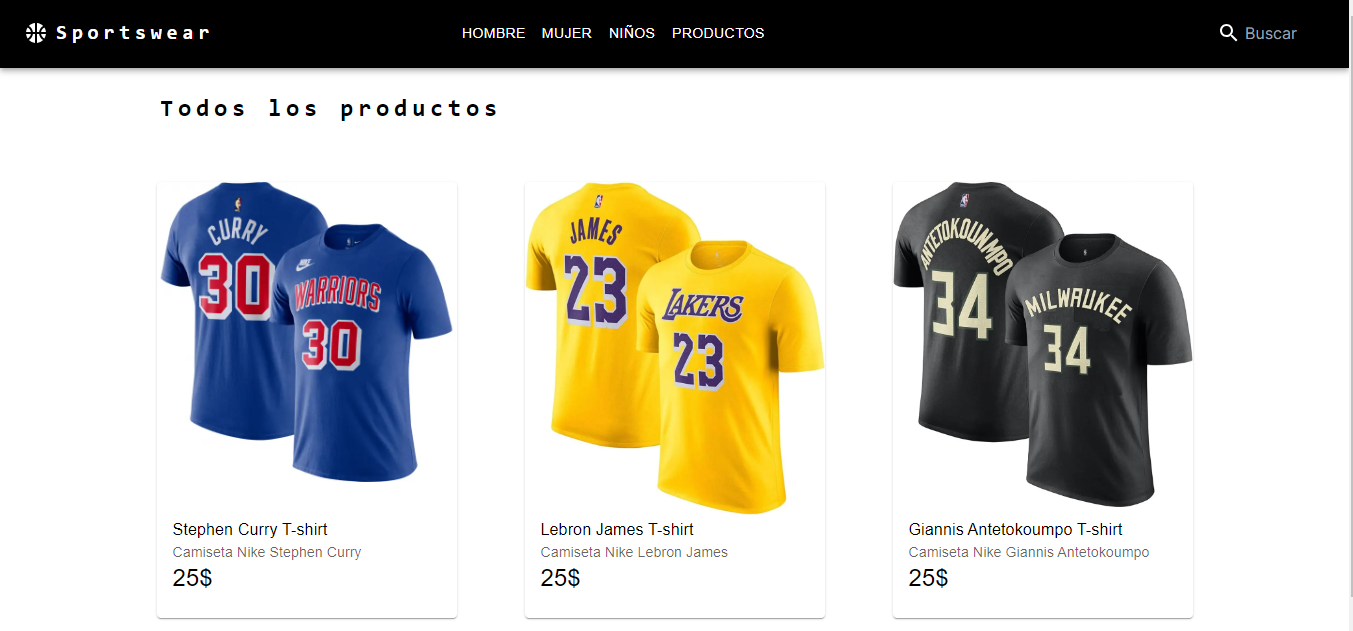 Sportswear
HOMBRE MUJER NIÑOS PRODUCTOS
Buscar
Todos los productos
CURRY
30
WARRIORS
30
JAMES
23
LAKERS
23
ANTETOKOUNMPO
34
MILWAUKEE
34
Stephen Curry T-shirt
Camiseta Nike Stephen Curry
25$
Lebron James T-shirt
Camiseta Nike Lebron James
25$
Giannis Antetokoumpo T-shirt
Camiseta Nike Giannis Antetokoumpo
25$